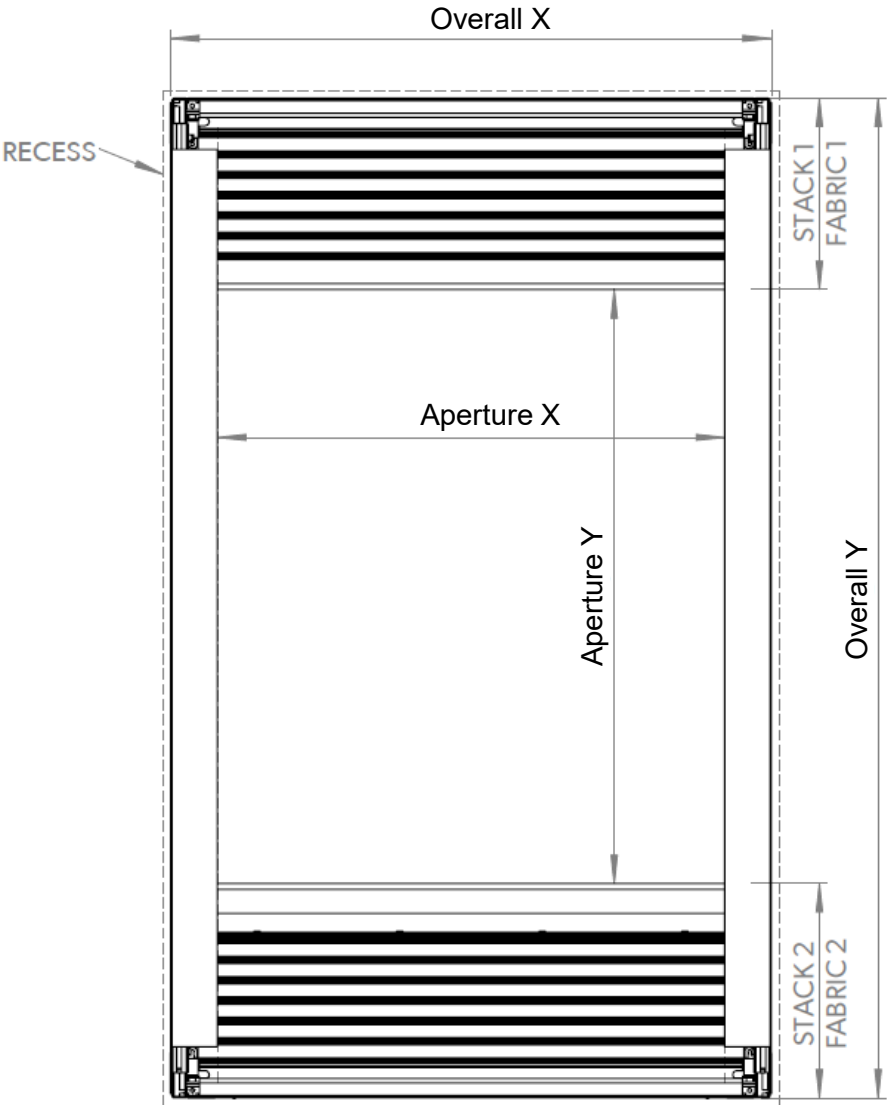 Overall X
RECESS
STACK 1
FABRIC 1
Aperture X
Aperture Y
Overall Y
STACK 2
FABRIC 2